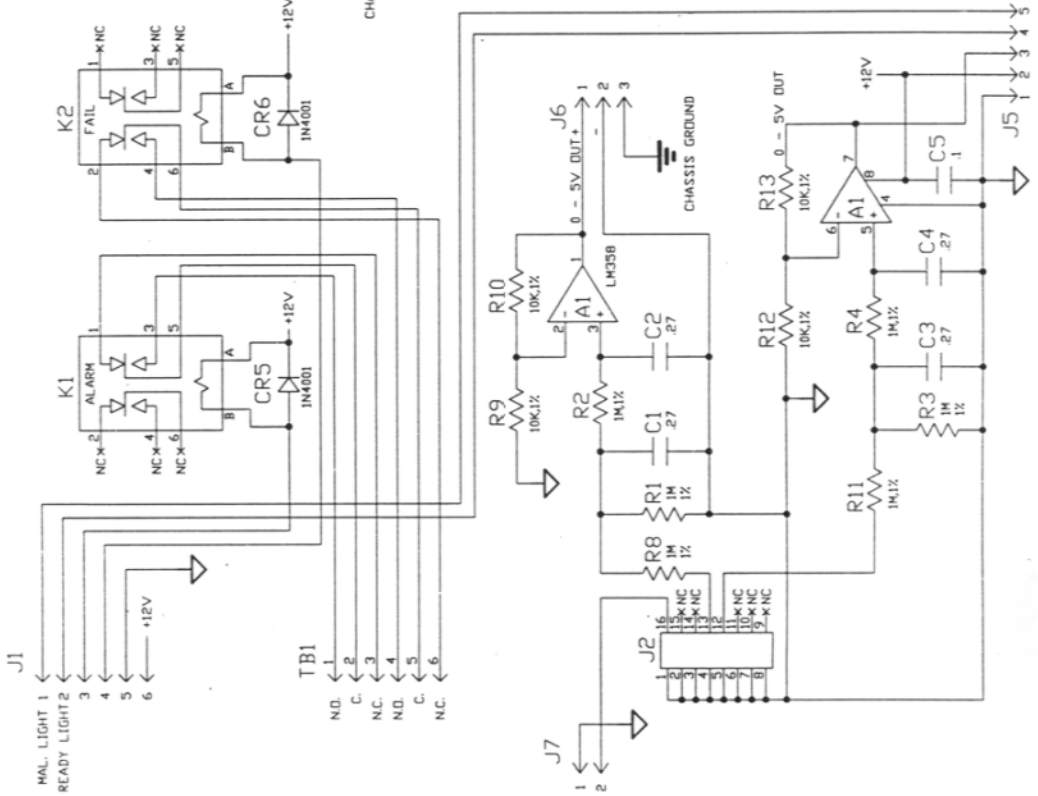 J1
MAL. LIGHT 1
READY LIGHT 2
3
4
5
6
+12V
K1
ALARM
1
3
5
NC 2
NC 4
NC 6
A
B
CR5
1N4001
+12V
K2
FAIL
1 NC
3 NC
5 NC
2
4
6
A
B
CR6
1N4001
+12V
CH
TB1
N.O. 1
C. 2
N.C. 3
N.O. 4
C. 5
N.C. 6
J6
0 - 5V OUT+
1
-
2
3
CHASSIS GROUND
R10
10K,1%
R9
10K,1%
2
3
-
+
A1
1
LM358
R2
1M,1%
C1
.27
C2
.27
R1
1M
1%
R8
1M
1%
J7
1
2
J2
1
2
3
4
5
6
7
8
16
15 NC
14 NC
13
12
11 NC
10 NC
9 NC
R12
10K,1%
R13
10K,1%
0 - 5V OUT
6
5
-
+
A1
7
8
4
R4
1M,1%
R3
1M
1%
R11
1M,1%
C3
.27
C4
.27
C5
.1
+12V
J5
1
2
3
4
5